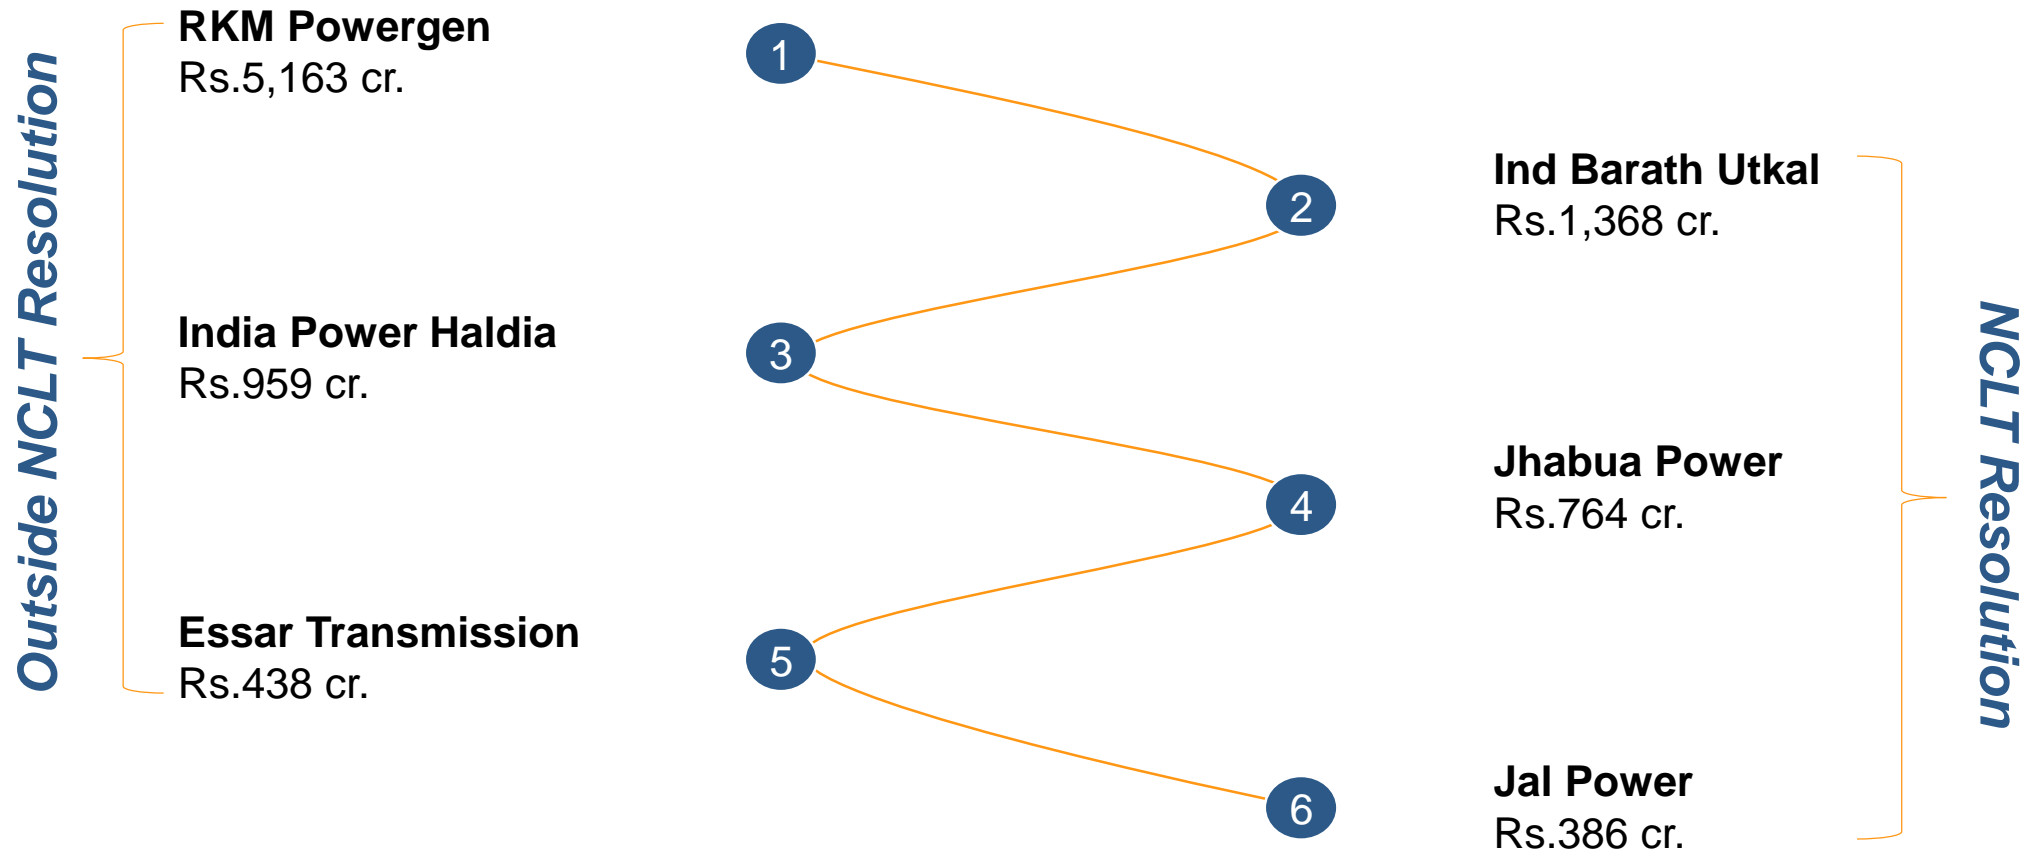 Outside NCLT Resolution
RKM Powergen
Rs.5,163 cr.
1
2
Ind Barath Utkal
Rs.1,368 cr.
India Power Haldia
Rs.959 cr.
3
4
Jhabua Power
Rs.764 cr.
Essar Transmission
Rs.438 cr.
5
6
Jal Power
Rs.386 cr.
NCLT Resolution